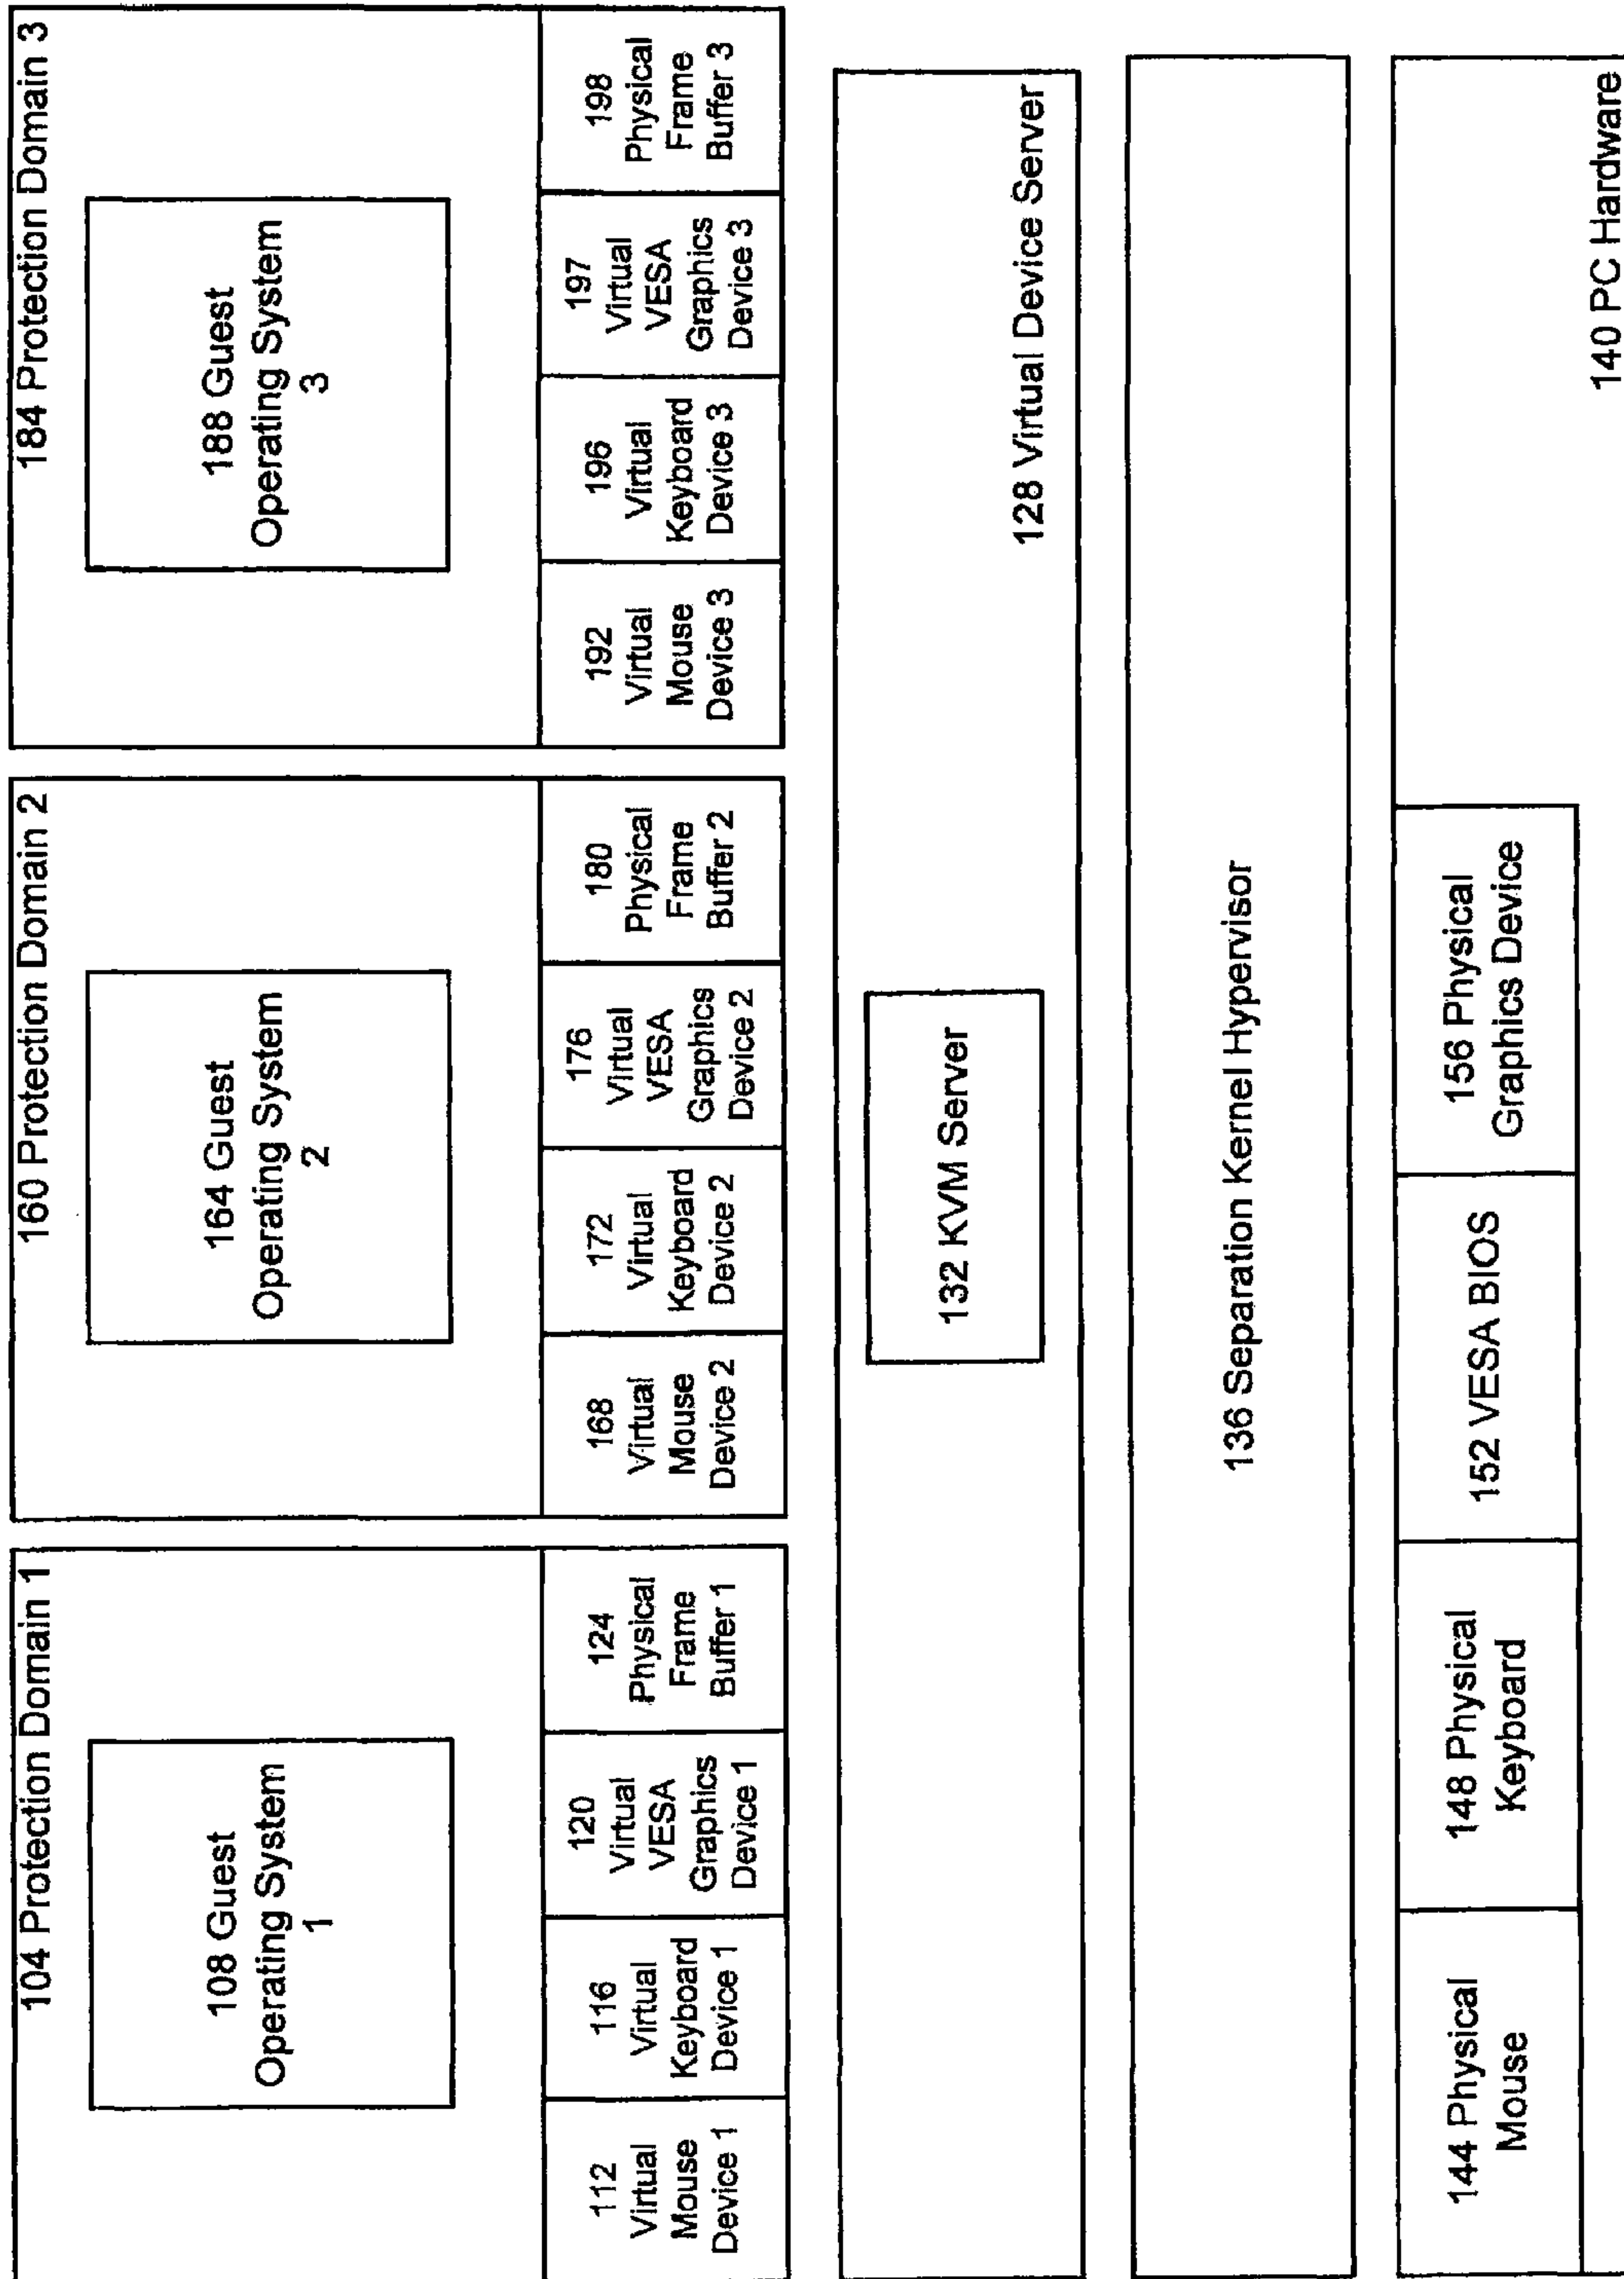 104 Protection Domain 1
108 Guest
Operating System
1
112
Virtual
Mouse
Device 1
116
Virtual
Keyboard
Device 1
120
Virtual
VESA
Graphics
Device 1
124
Physical
Frame
Buffer 1
160 Protection Domain 2
164 Guest
Operating System
2
168
Virtual
Mouse
Device 2
172
Virtual
Keyboard
Device 2
176
Virtual
VESA
Graphics
Device 2
180
Physical
Frame
Buffer 2
184 Protection Domain 3
188 Guest
Operating System
3
192
Virtual
Mouse
Device 3
196
Virtual
Keyboard
Device 3
197
Virtual
VESA
Graphics
Device 3
198
Physical
Frame
Buffer 3
132 KVM Server
128 Virtual Device Server
136 Separation Kernel Hypervisor
144 Physical
Mouse
148 Physical
Keyboard
152 VESA BIOS
156 Physical
Graphics Device
140 PC Hardware